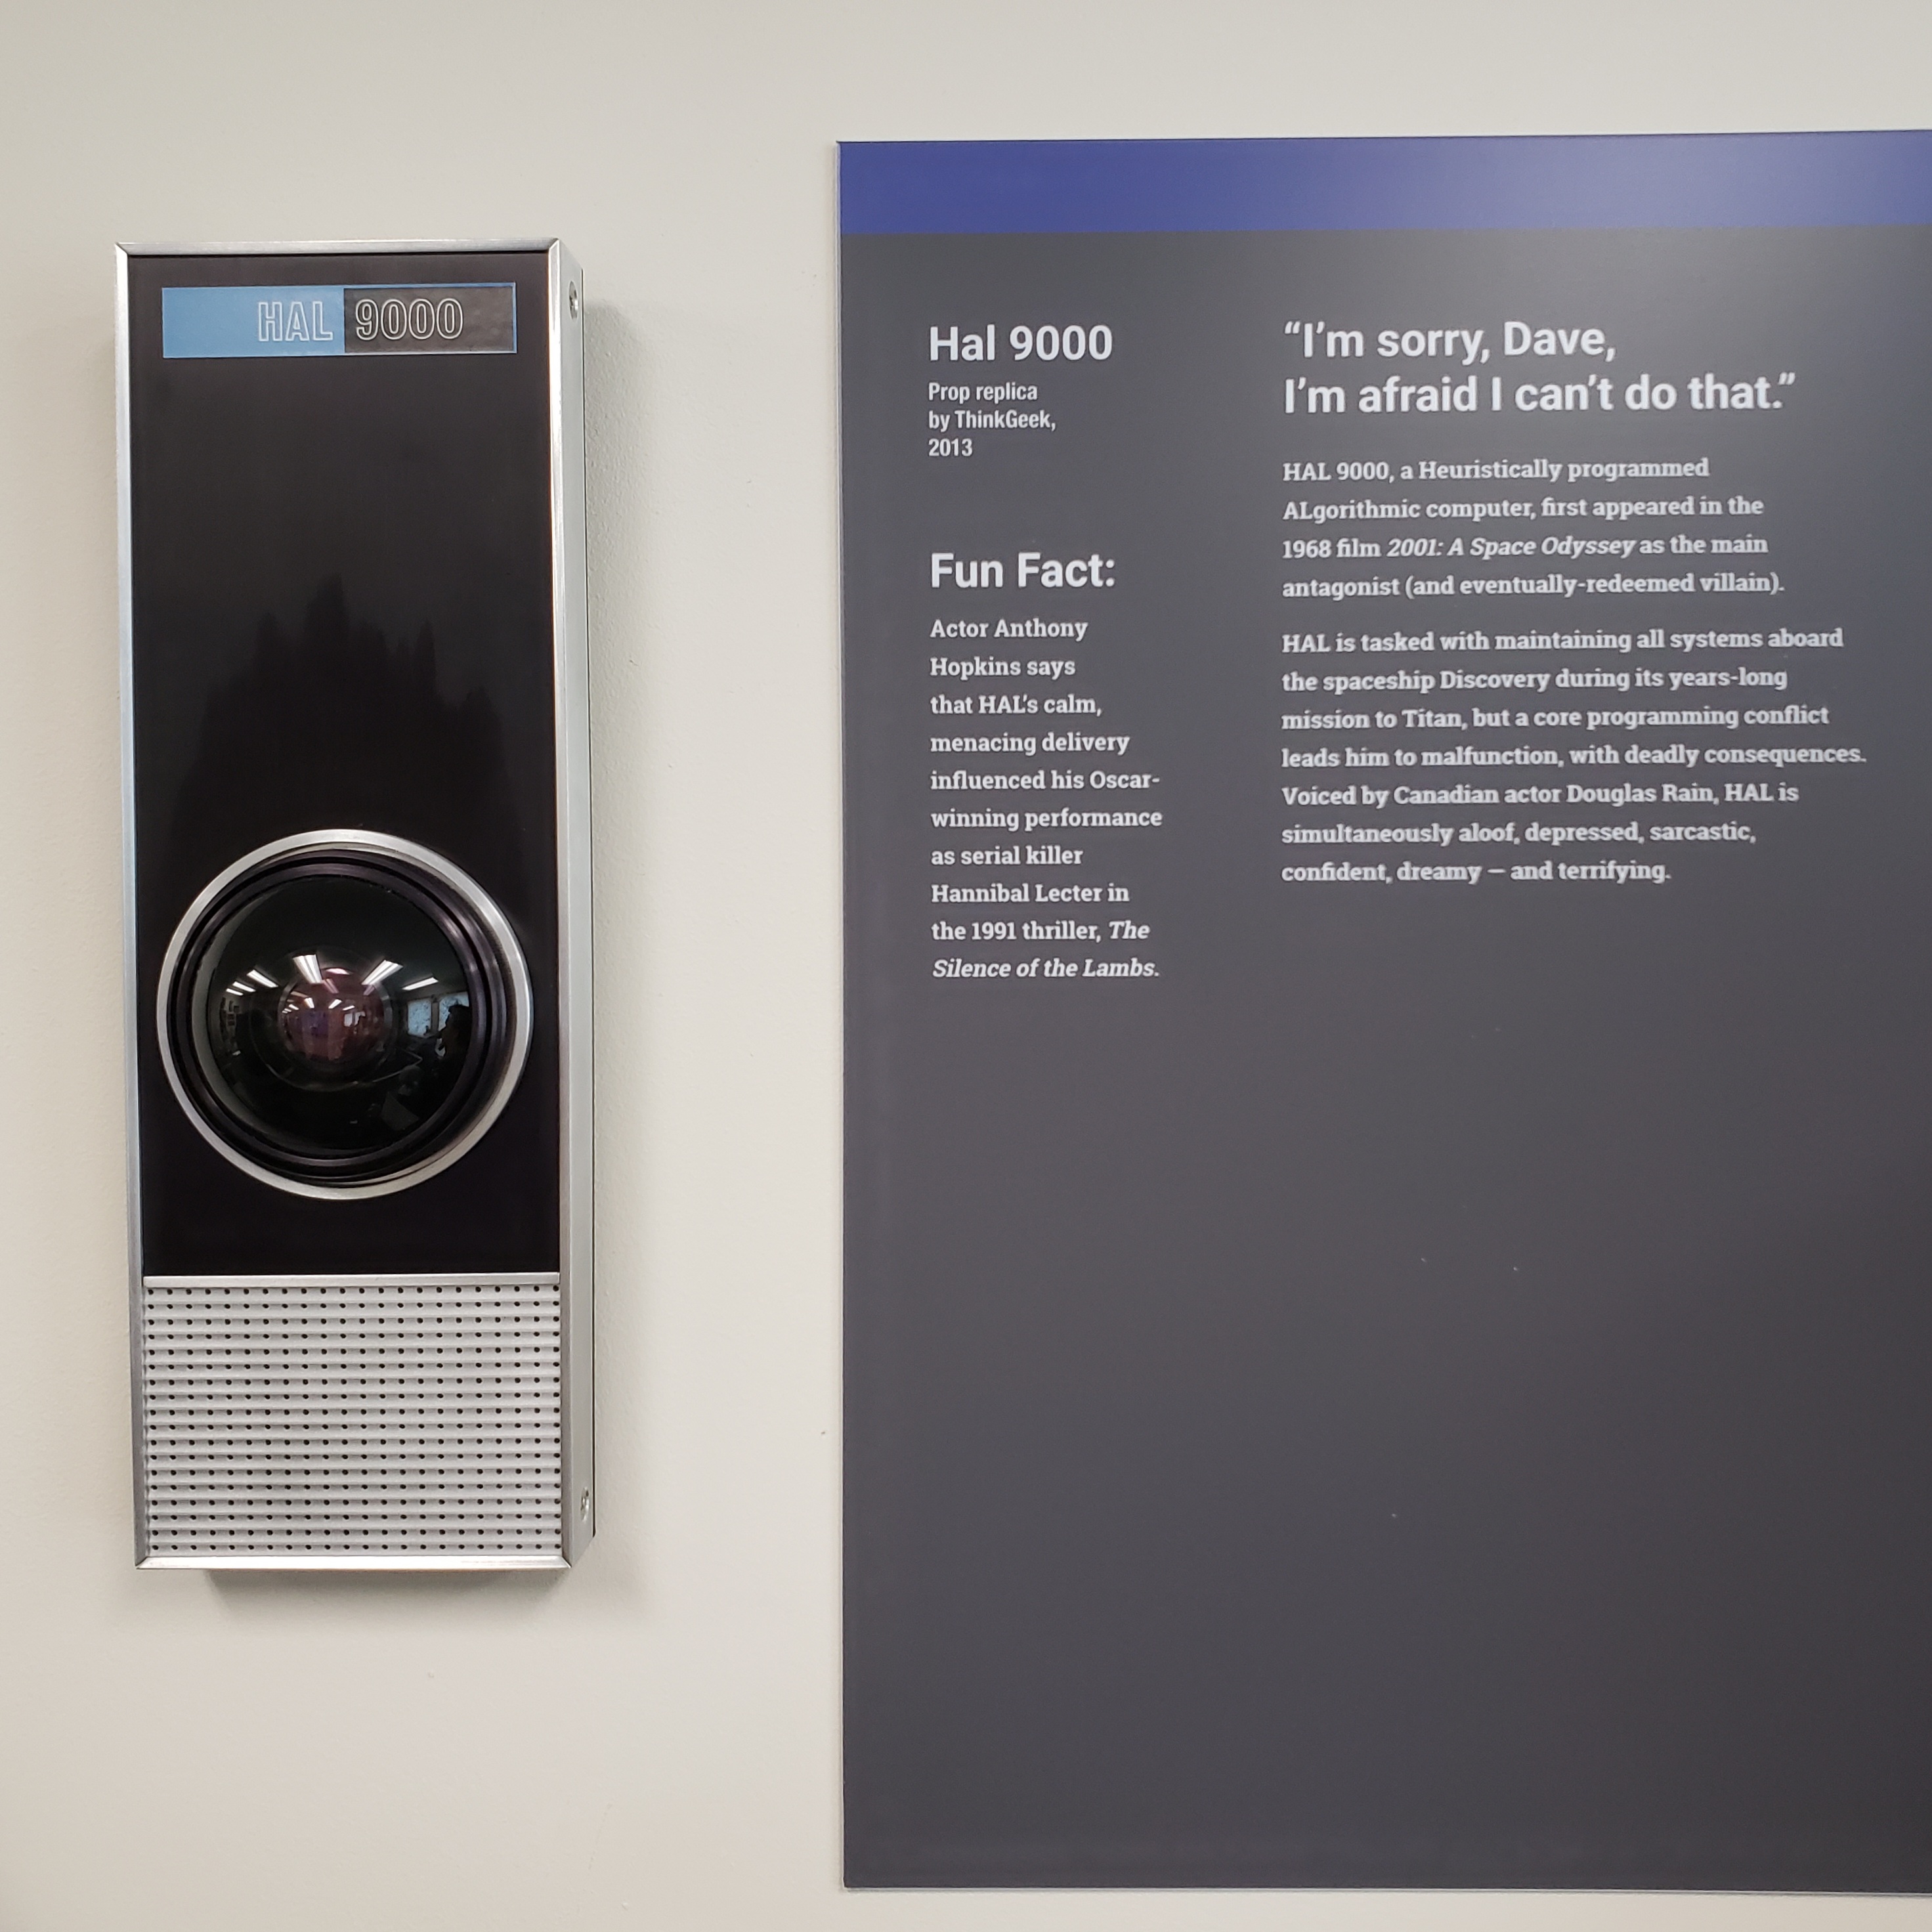 HAL 9000
Hal 9000
Prop replica
by ThinkGeek,
2013
Fun Fact:
Actor Anthony
Hopkins says
that HAL’s calm,
menacing delivery
influenced his Oscar-
winning performance
as serial killer
Hannibal Lecter in
the 1991 thriller, The
Silence of the Lambs.
“I’m sorry, Dave,
I’m afraid I can’t do that.”
HAL 9000, a Heuristically programmed
ALgorithmic computer, first appeared in the
1968 film 2001: A Space Odyssey as the main
antagonist (and eventually-redeemed villain).
HAL is tasked with maintaining all systems aboard
the spaceship Discovery during its years-long
mission to Titan, but a core programming conflict
leads him to malfunction, with deadly consequences.
Voiced by Canadian actor Douglas Rain, HAL is
simultaneously aloof, depressed, sarcastic,
confident, dreamy — and terrifying.